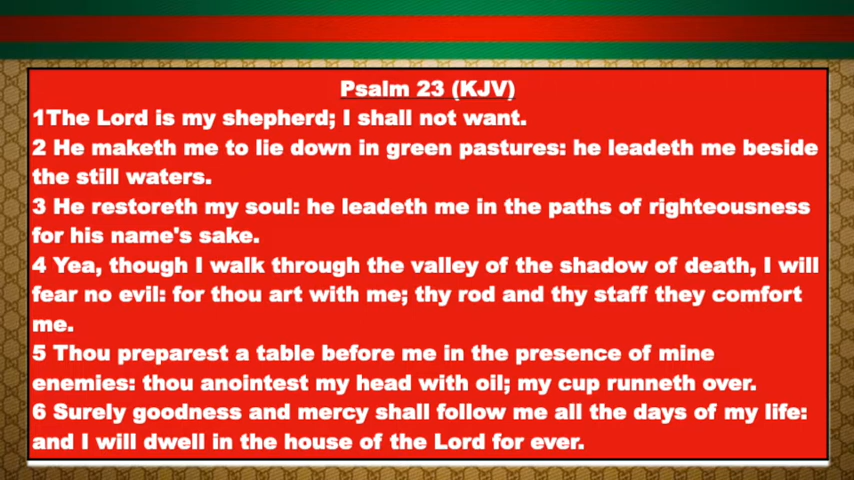 Psalm 23 (KJV)
1The Lord is my shepherd; I shall not want.
2 He maketh me to lie down in green pastures: he leadeth me beside
the still waters.
3 He restoreth my soul: he leadeth me in the paths of righteousness
for his name's sake.
4 Yea, though I walk through the valley of the shadow of death, I will
fear no evil: for thou art with me; thy rod and thy staff they comfort
me.
5 Thou preparest a table before me in the presence of mine
enemies: thou anointest my head with oil; my cup runneth over.
6 Surely goodness and mercy shall follow me all the days of my life:
and I will dwell in the house of the Lord for ever.